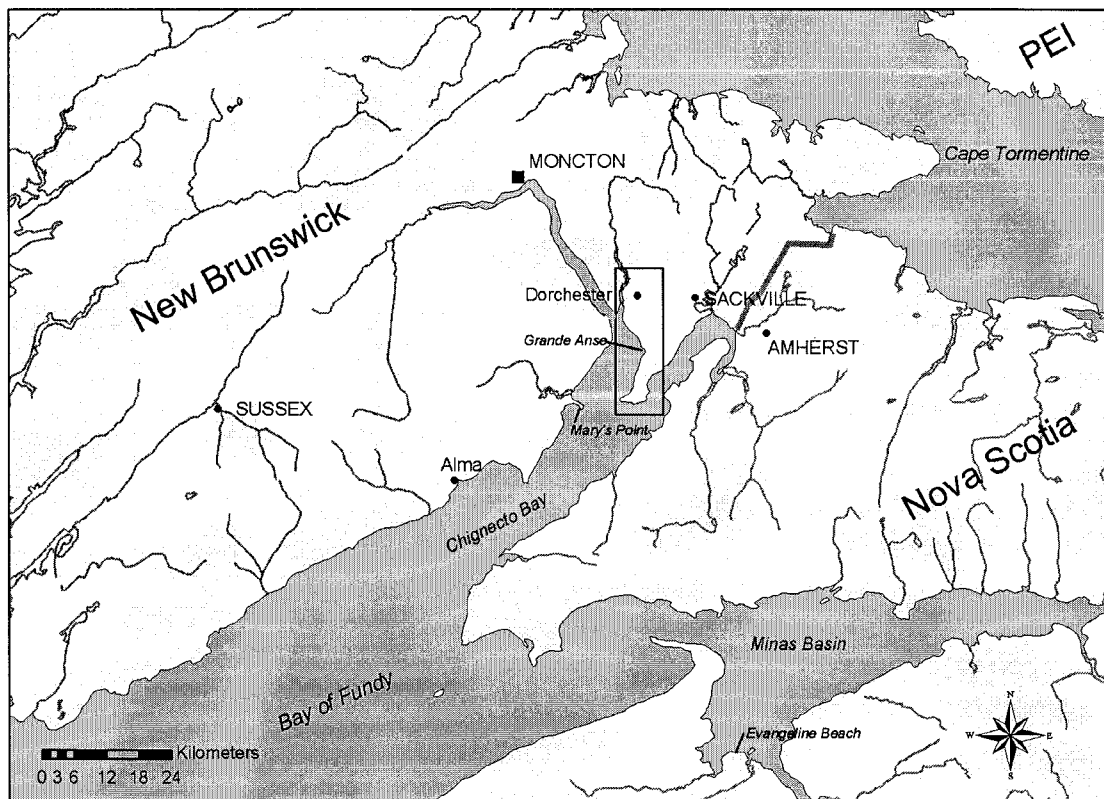 PEI
Cape Tormentine
MONCTON
New Brunswick
Dorchester
SACKVILLE
Grande Anse
AMHERST
SUSSEX
Mary's Point
Alma
Nova Scotia
Chignecto Bay
Minas Basin
Bay of Fundy
Evangeline Beach
N
W E
S
Kilometers
0 3 6 12 18 24